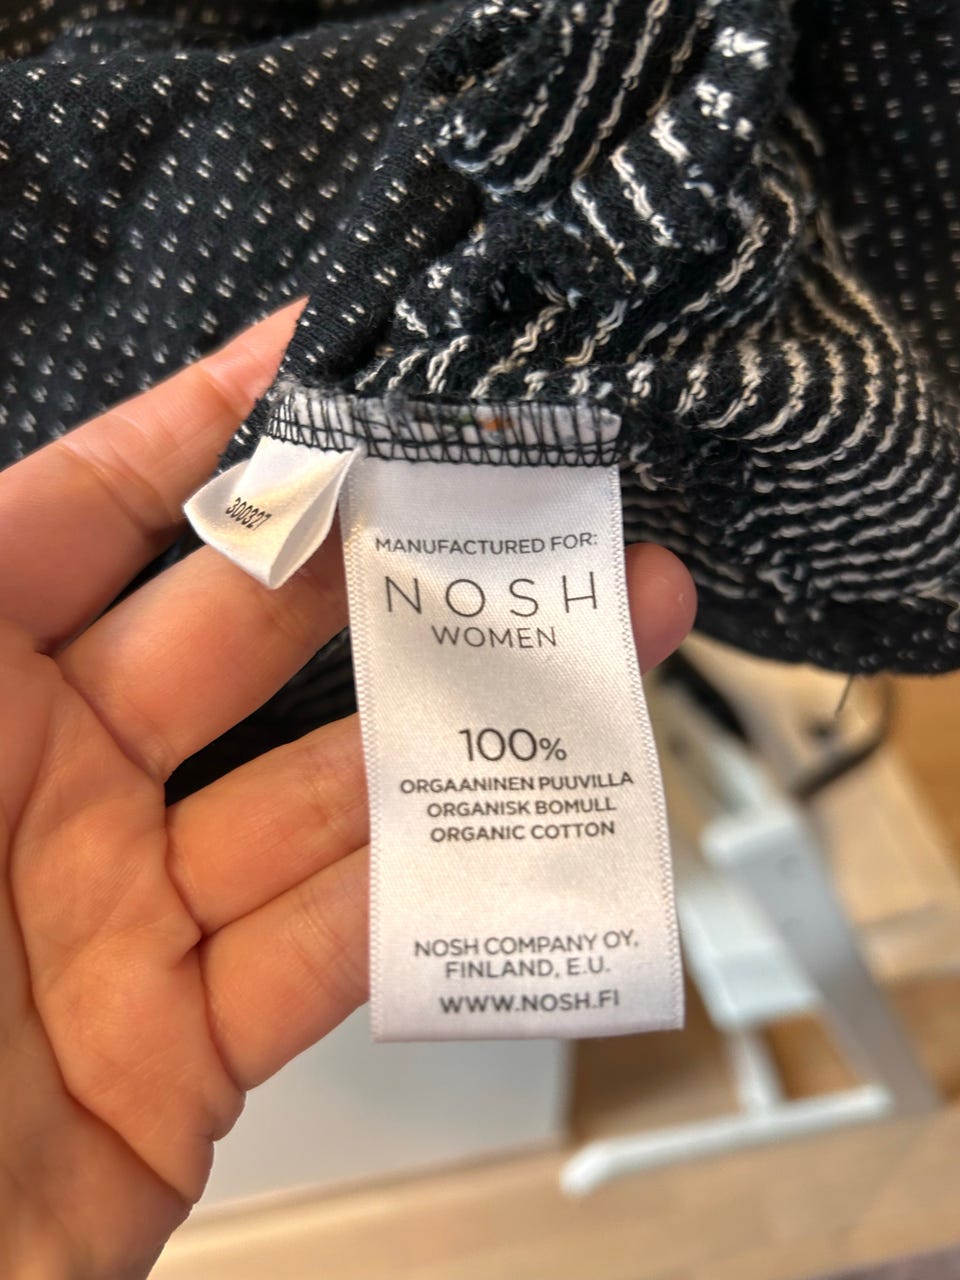 300327
MANUFACTURED FOR:
NOSH
WOMEN
100%
ORGAANINEN PUUVILLA
ORGANISK BOMULL
ORGANIC COTTON
NOSH COMPANY OY,
FINLAND, E.U.
WWW.NOSH.FI